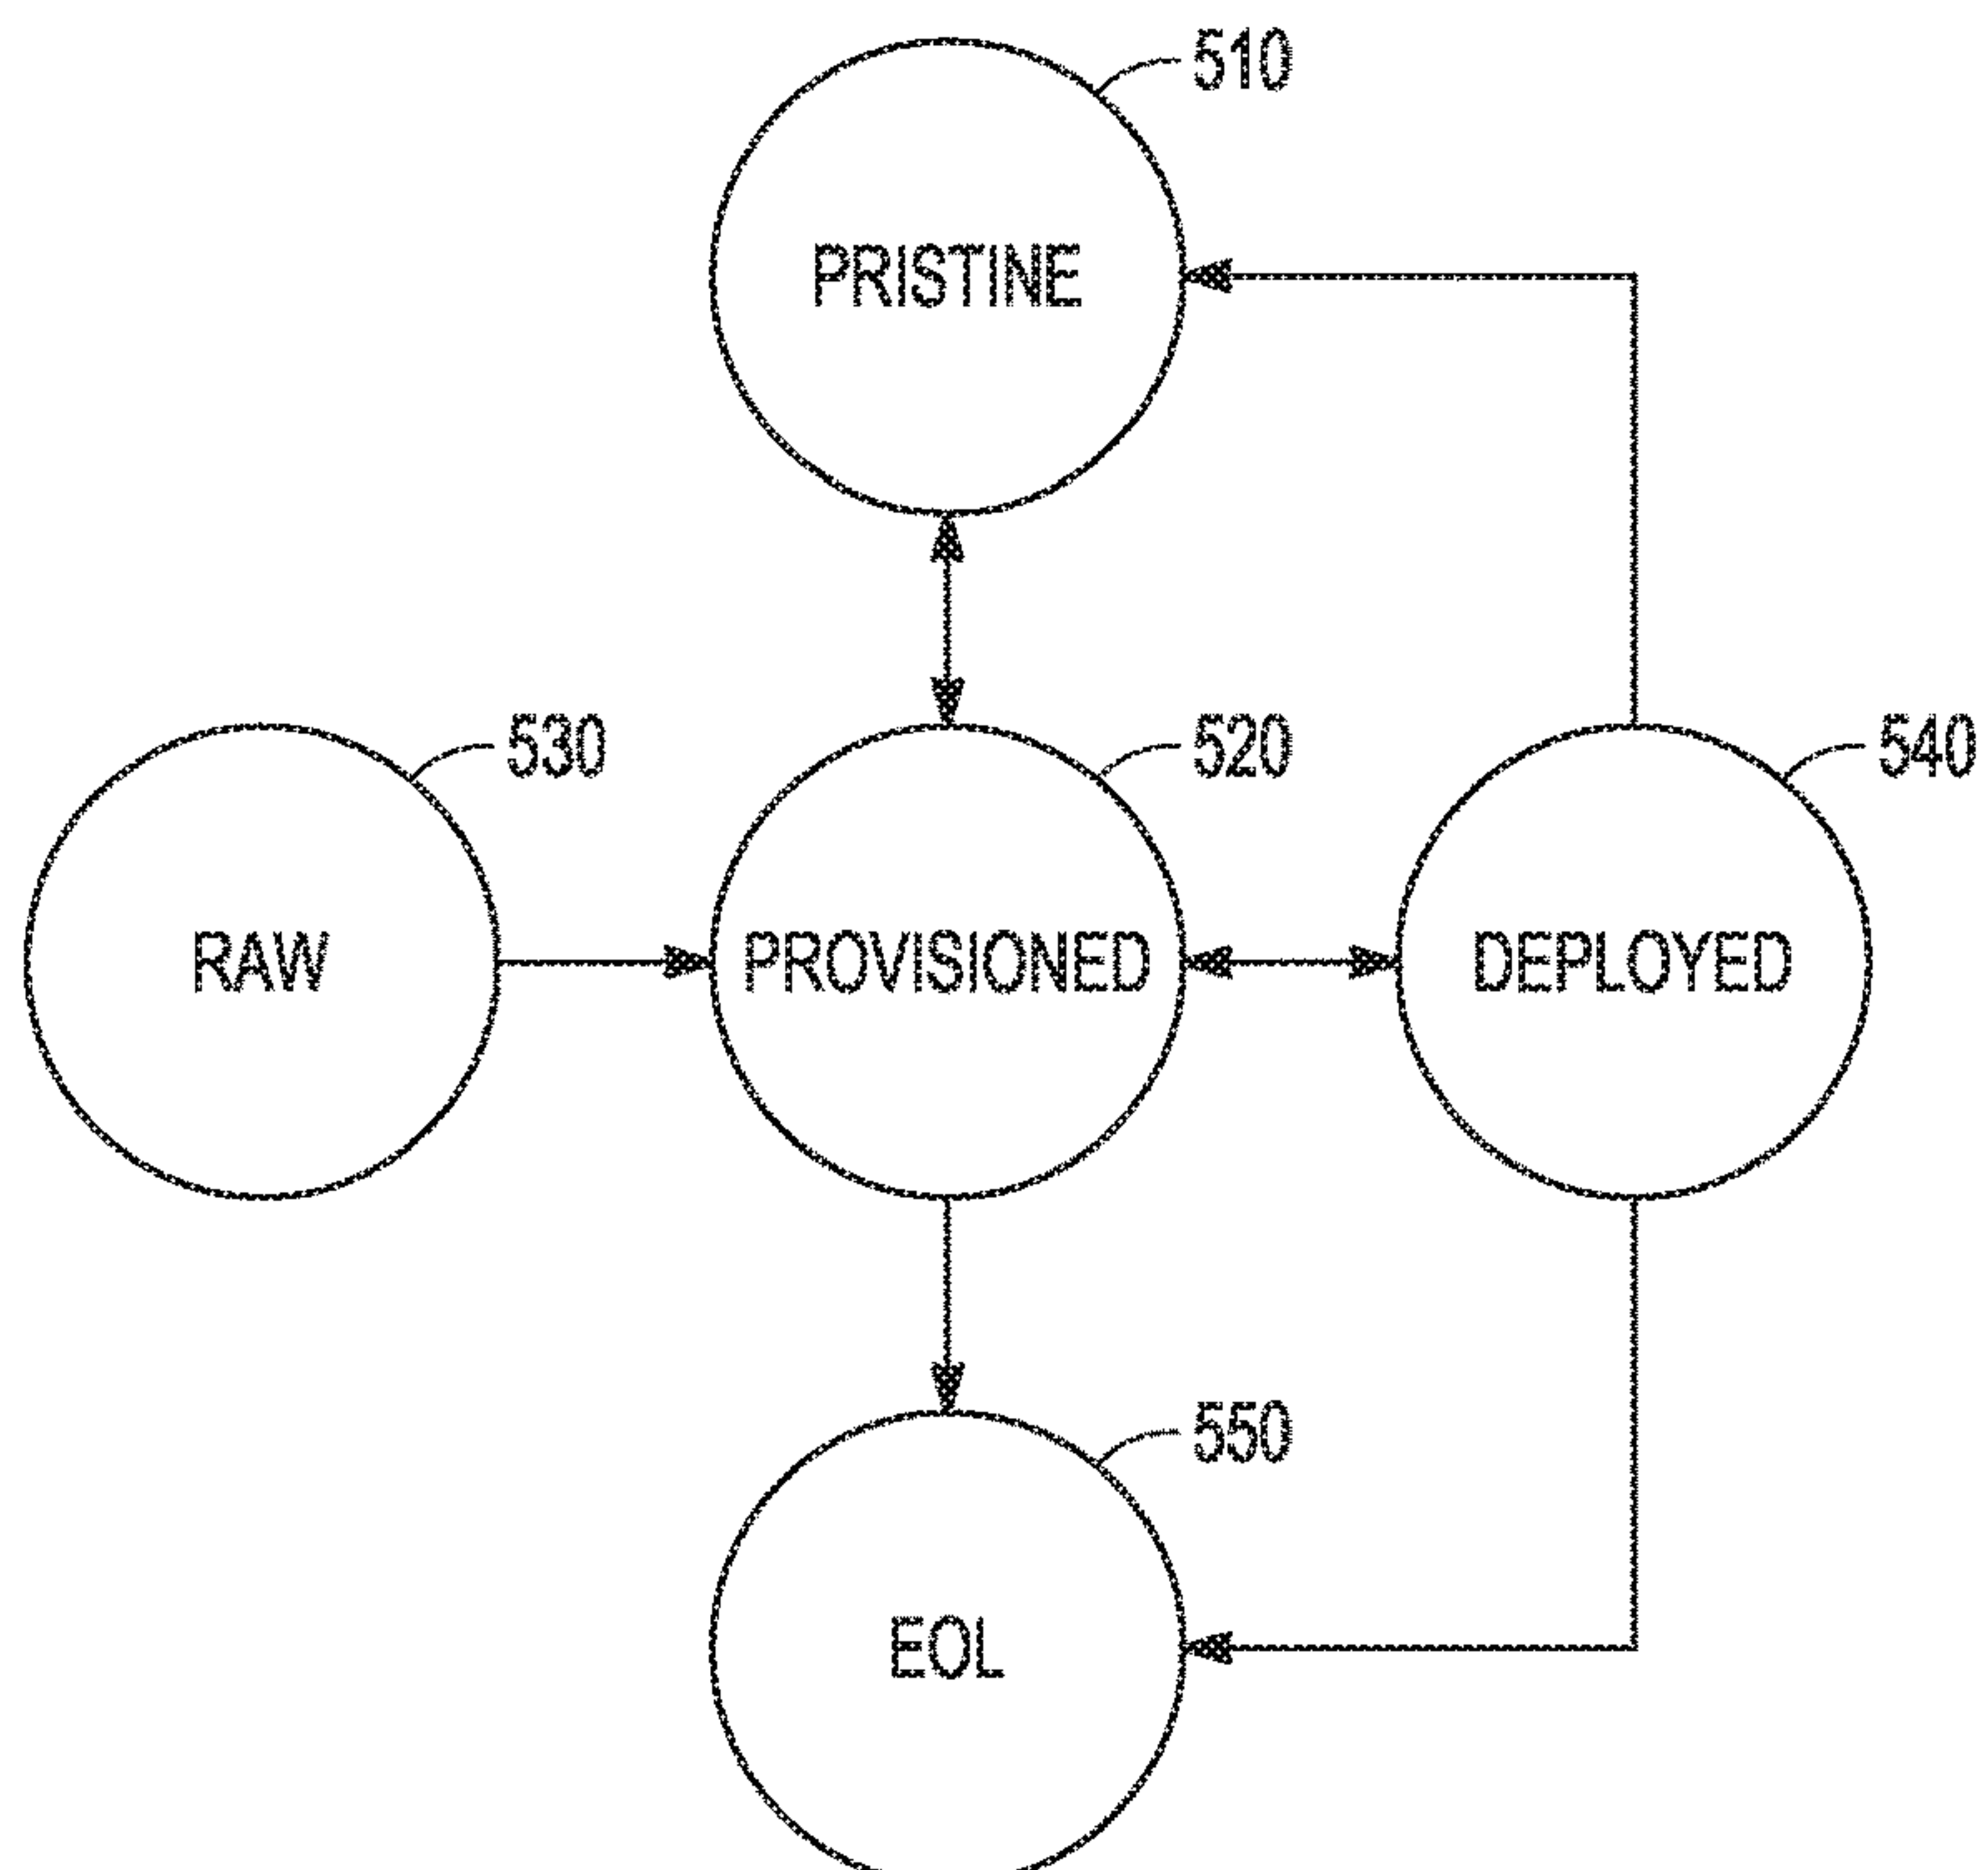 510
PRISTINE
530
520
540
RAW
PROVISIONED
DEPLOYED
550
EOL